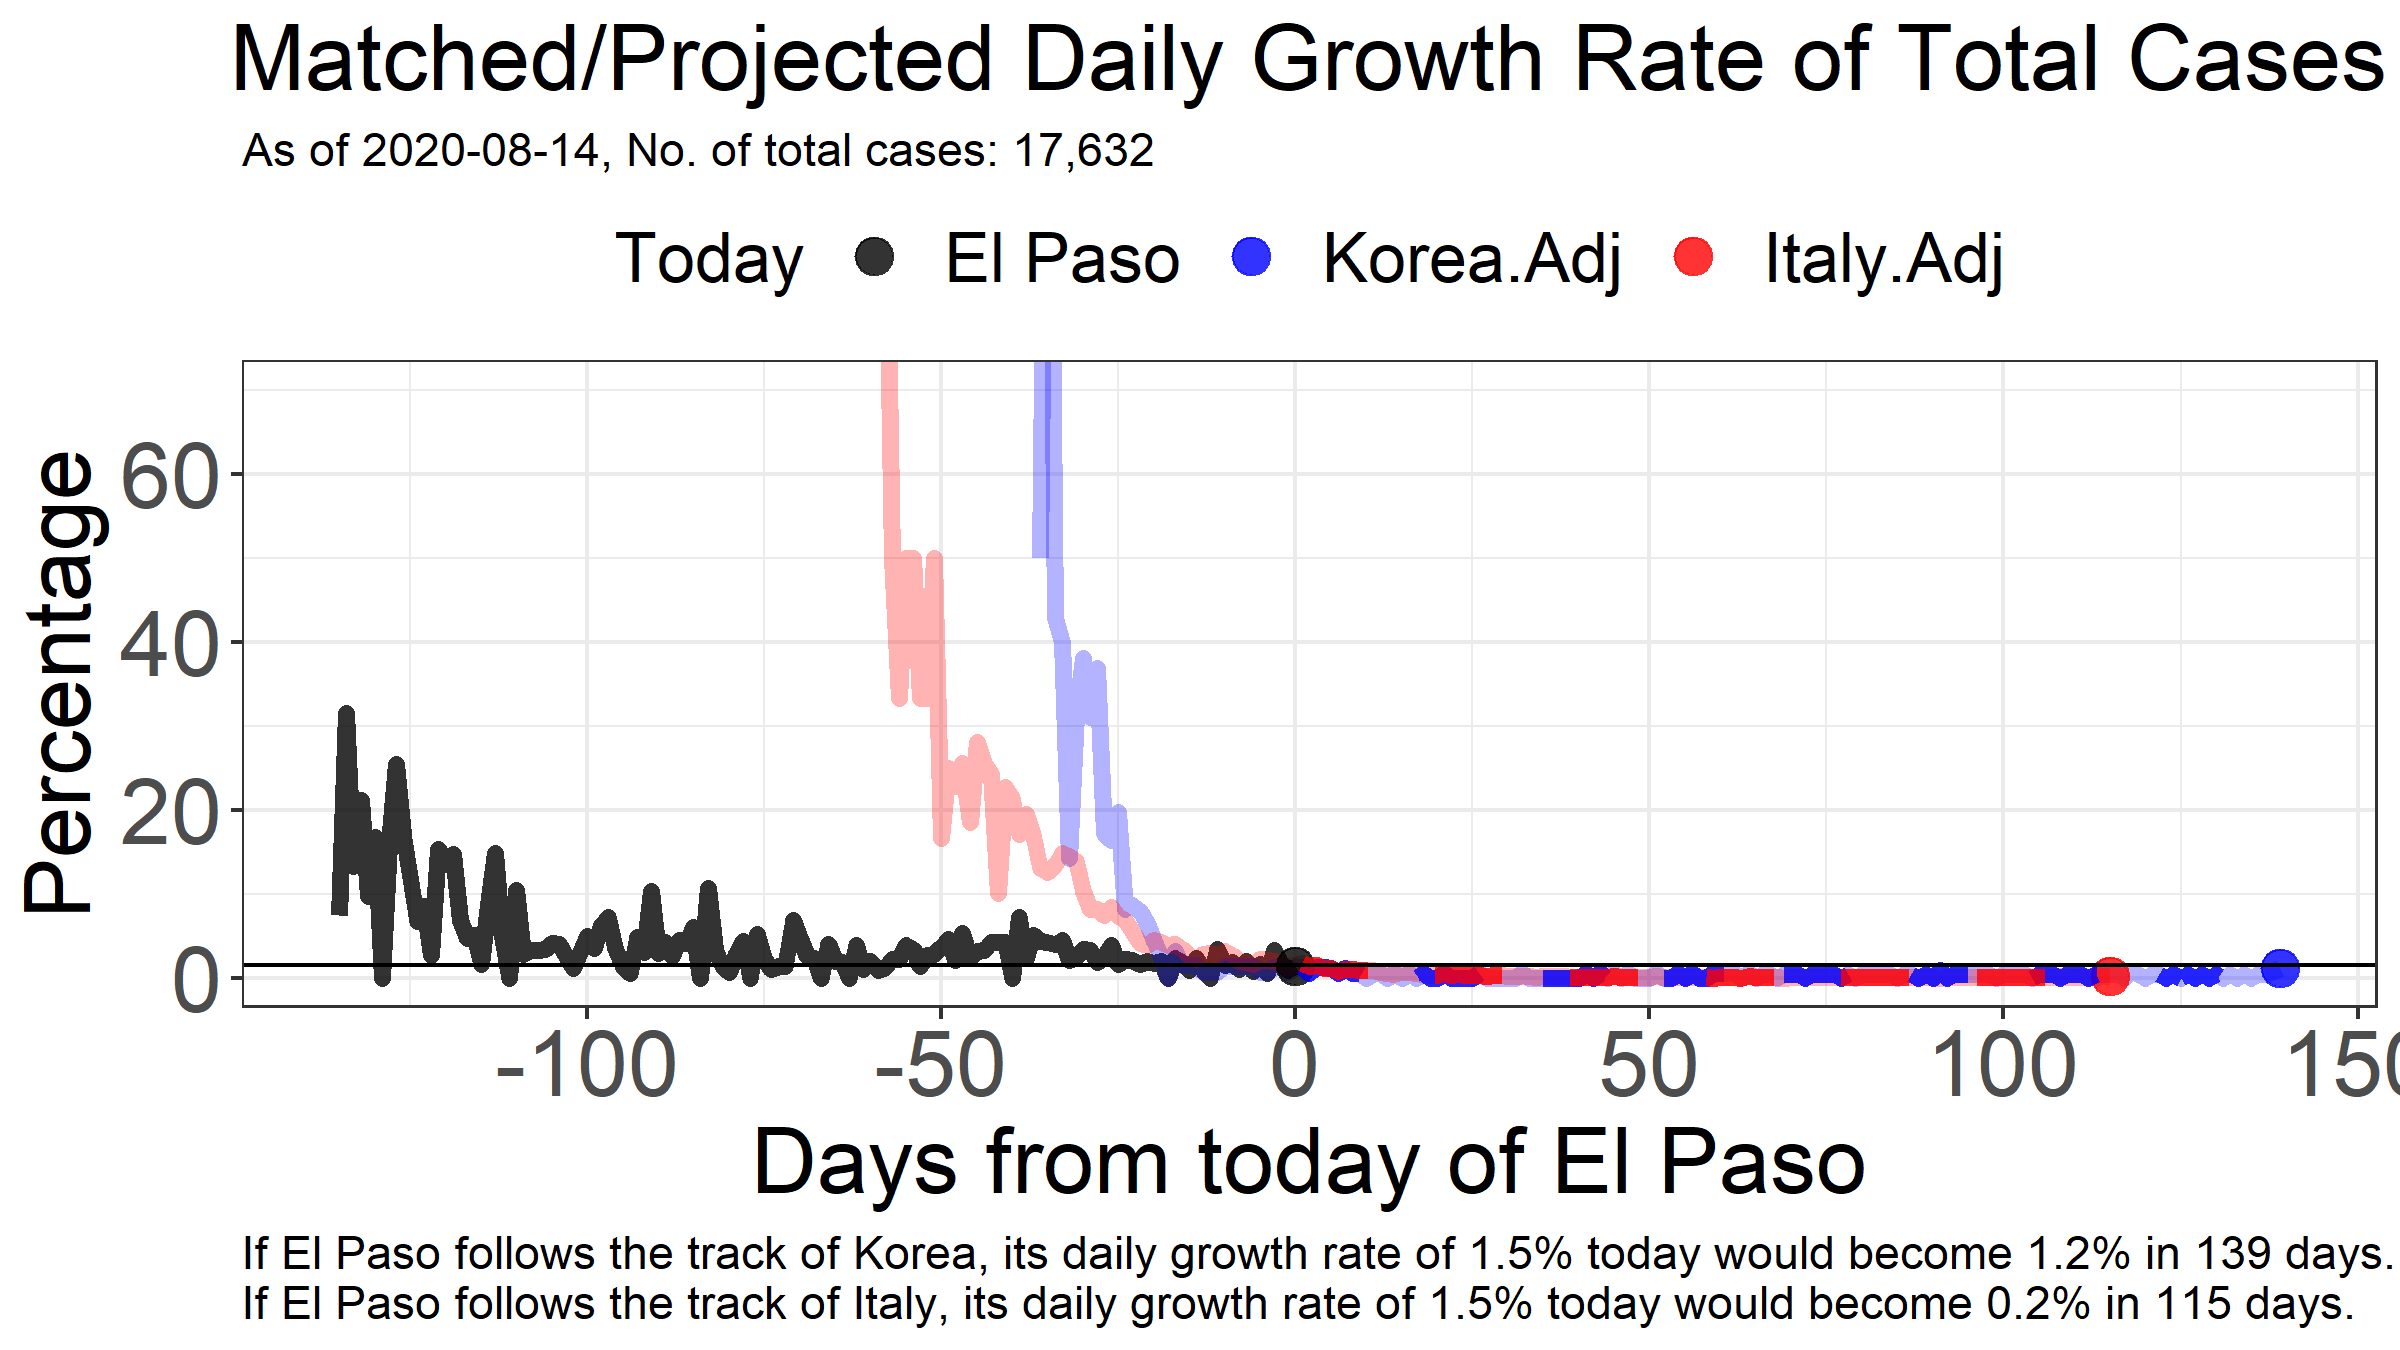 Matched/Projected Daily Growth Rate of Total Cases
As of 2020-08-14, No. of total cases: 17,632
Today El Paso Korea.Adj Italy.Adj
Percentage
60
40
20
0
-100 -50 0 50 100 150
Days from today of El Paso
If El Paso follows the track of Korea, its daily growth rate of 1.5% today would become 1.2% in 139 days.
If El Paso follows the track of Italy, its daily growth rate of 1.5% today would become 0.2% in 115 days.